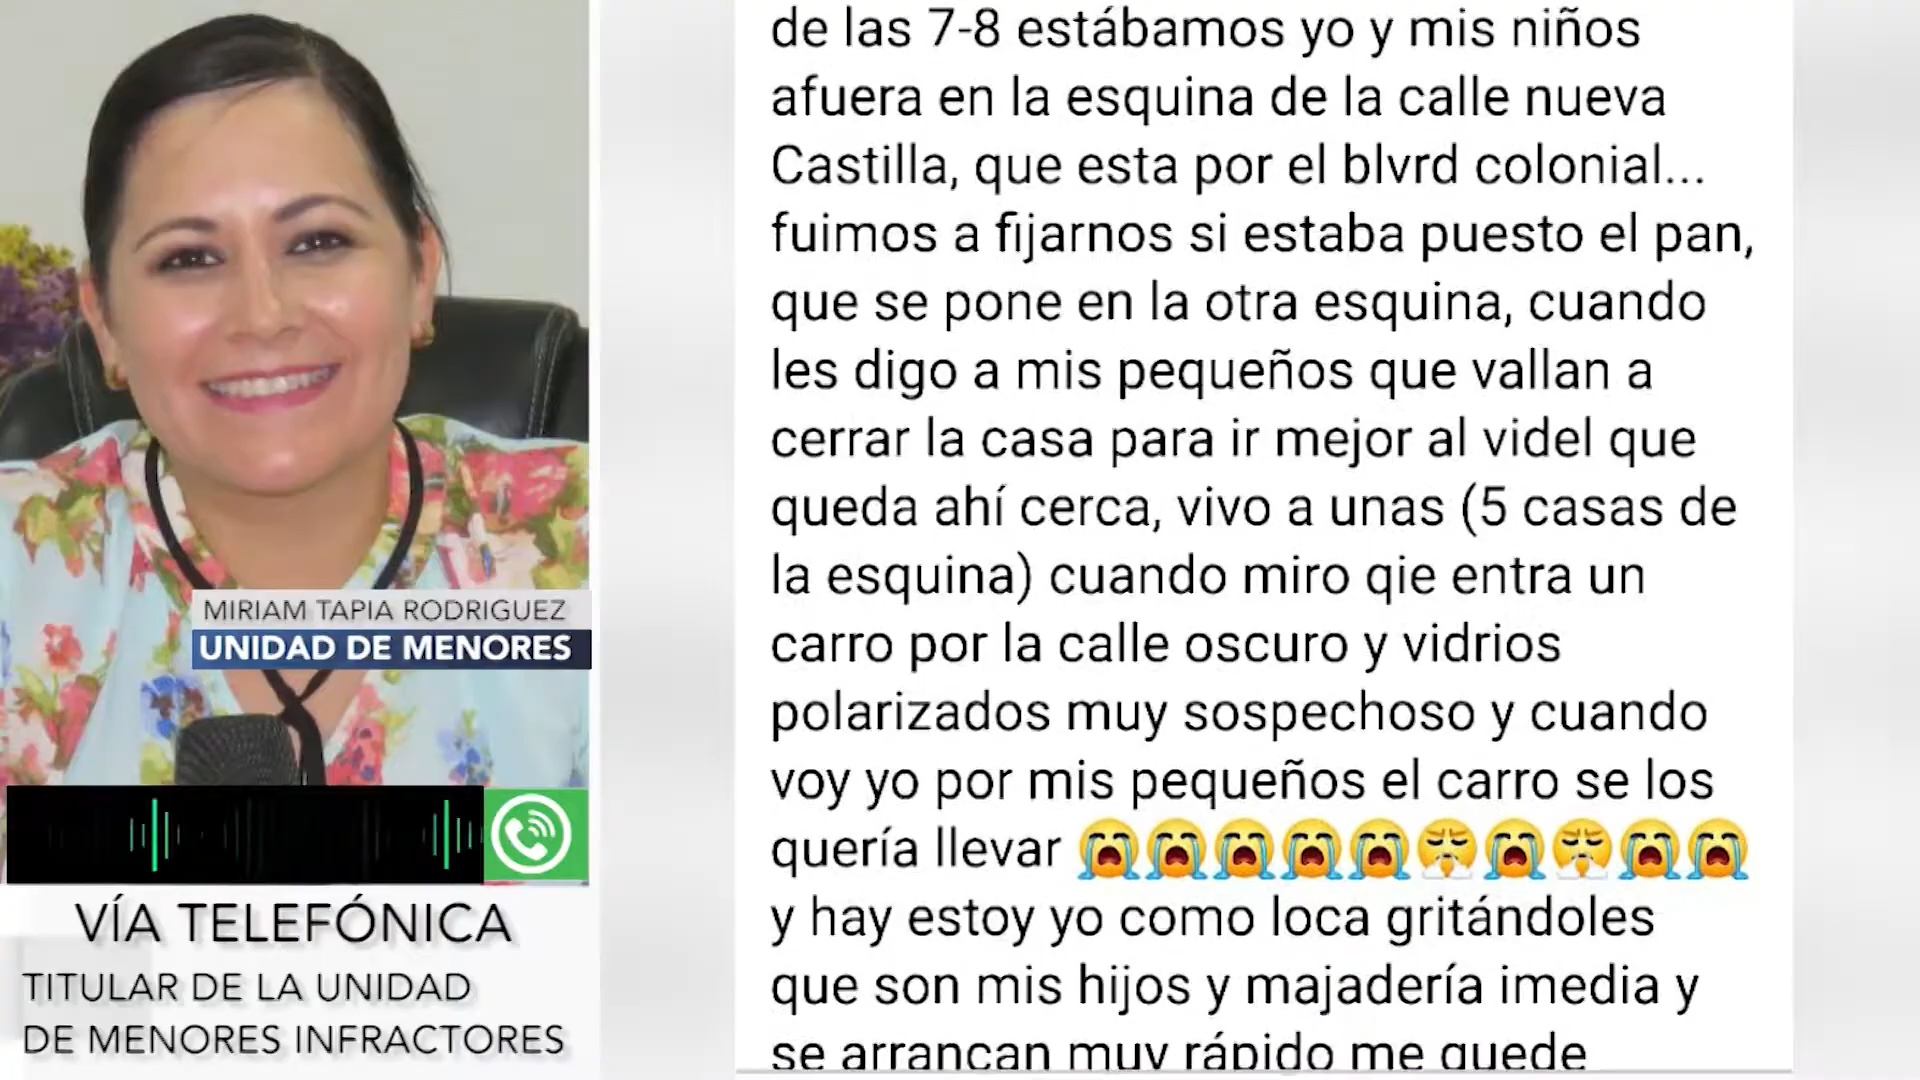 MIRIAM TAPIA RODRIGUEZ
UNIDAD DE MENORES
VÍA TELEFÓNICA
TITULAR DE LA UNIDAD
DE MENORES INFRACTORES
de las 7-8 estábamos yo y mis niños
afuera en la esquina de la calle nueva
Castilla, que esta por el blvrd colonial...
fuimos a fijarnos si estaba puesto el pan,
que se pone en la otra esquina, cuando
les digo a mis pequeños que vallan a
cerrar la casa para ir mejor al videl que
queda ahí cerca, vivo a unas (5 casas de
la esquina) cuando miro qie entra un
carro por la calle oscuro y vidrios
polarizados muy sospechoso y cuando
voy yo por mis pequeños el carro se los
quería llevar 😭😭😭😭😭😤😭😤😭😭
y hay estoy yo como loca gritándoles
que son mis hijos y majadería imedia y
se arrancan muy rápido me quede